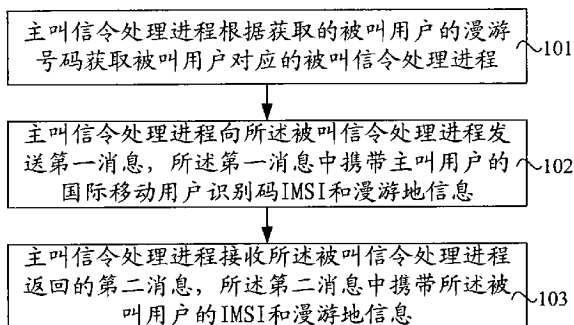 主叫信令处理进程根据获取的被叫用户的漫游
号码获取被叫用户对应的被叫信令处理进程
101
主叫信令处理进程向所述被叫信令处理进程发
送第一消息，所述第一消息中携带主叫用户的
国际移动用户识别码IMSI和漫游地信息
102
主叫信令处理进程接收所述被叫信令处理进程
返回的第二消息，所述第二消息中携带所述被
叫用户的IMSI和漫游地信息
103